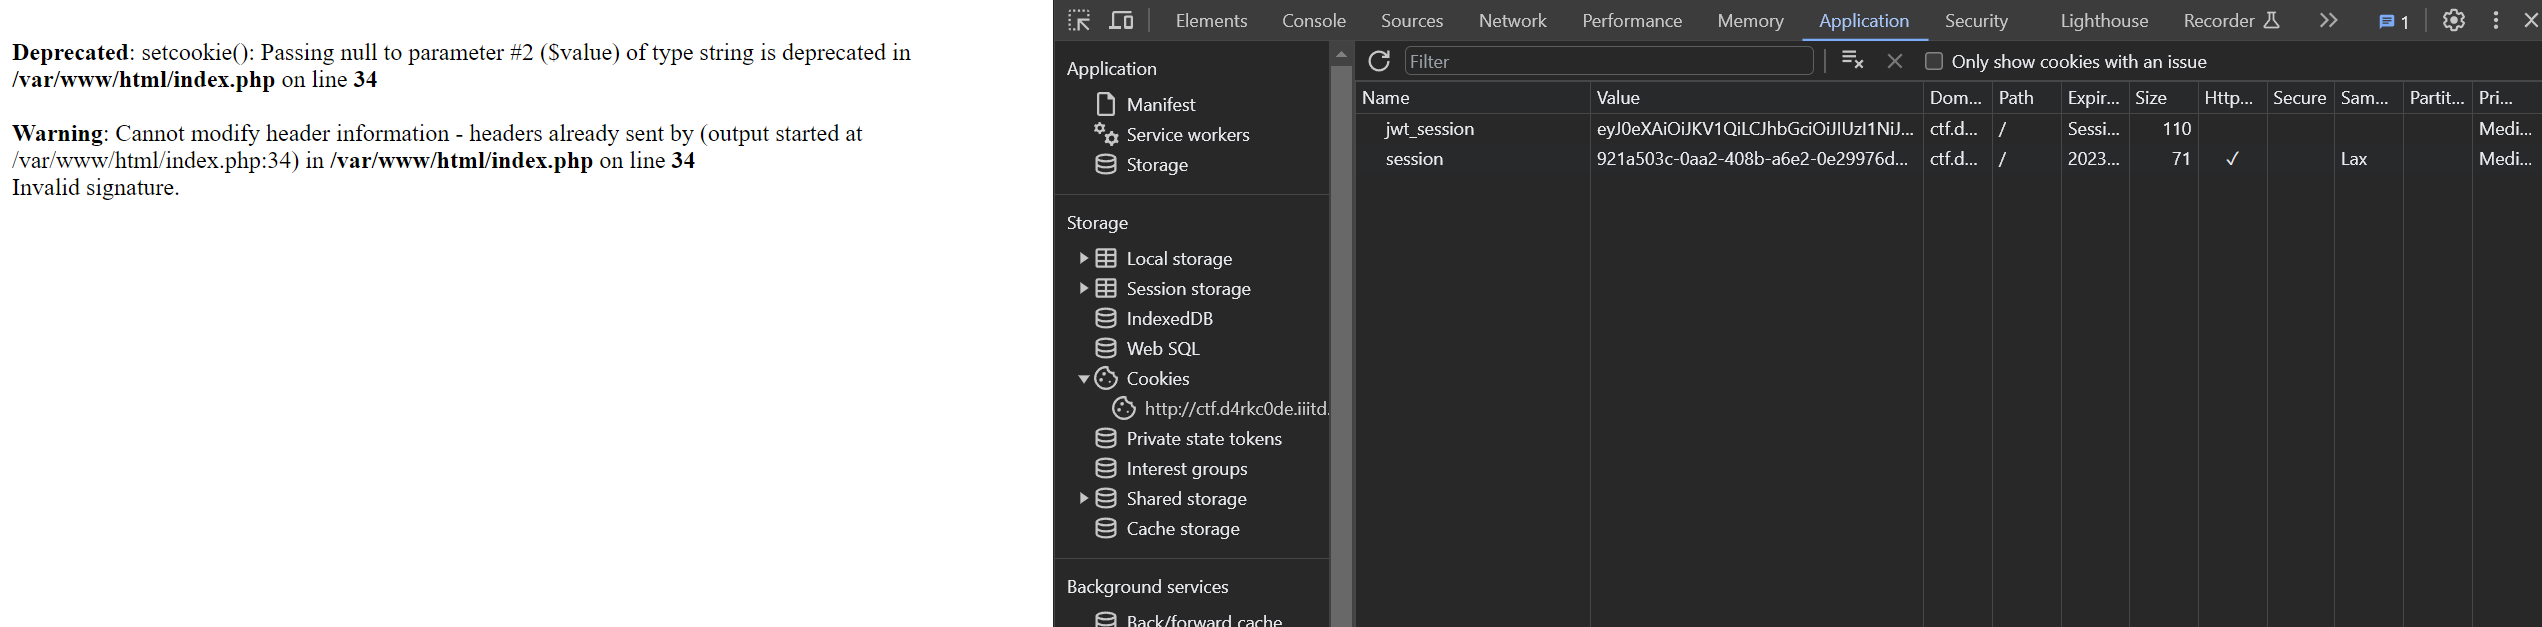 Deprecated: setcookie(): Passing null to parameter #2 ($value) of type string is deprecated in
/var/www/html/index.php on line 34
Warning: Cannot modify header information - headers already sent by (output started at
/var/www/html/index.php:34) in /var/www/html/index.php on line 34
Invalid signature.
Elements Console Sources Network Performance Memory Application Security Lighthouse Recorder 1
Application
Manifest
Service workers
Storage
Storage
Local storage
Session storage
IndexedDB
Web SQL
Cookies
http://ctf.d4rkc0de.iiitd.
Private state tokens
Interest groups
Shared storage
Cache storage
Background services
Back/forward cache
Filter Only show cookies with an issue
Name Value Dom... Path Expir... Size Http... Secure Sam... Partit... Pri...
jwt_session eyJ0eXAiOiJKV1QiLCJhbGciOiJIUzI1NiJ... ctf.d... / Sessi... 110 Medi...
session 921a503c-0aa2-408b-a6e2-0e29976d... ctf.d... / 2023... 71 ✓ Lax Medi...